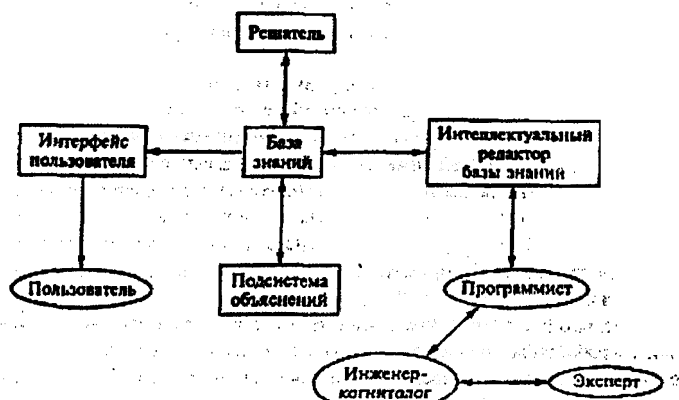 Решатель
Интерфейс
пользователя
База
знаний
Интеллектуальный
редактор
базы знаний
Пользователь
Подсистема
объяснений
Программист
Инженер-
когнитолог
Эксперт